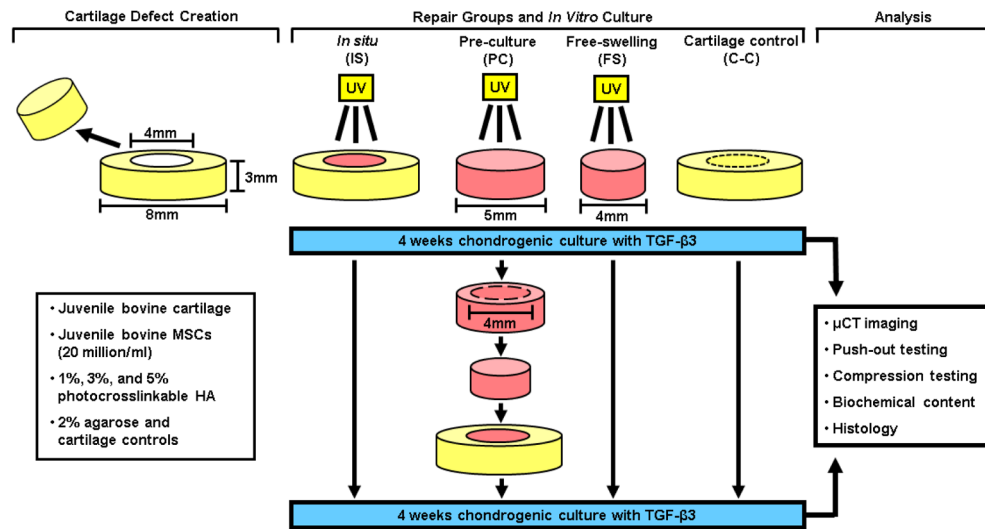 Cartilage Defect Creation
Repair Groups and In Vitro Culture
Analysis
In situ
(IS)
Pre-culture
(PC)
Free-swelling
(FS)
Cartilage control
(C-C)
UV
UV
UV
4mm
3mm
8mm
5mm
4mm
4 weeks chondrogenic culture with TGF-β3
4mm
• Juvenile bovine cartilage
• Juvenile bovine MSCs
(20 million/ml)
• 1%, 3%, and 5%
photocrosslinkable HA
• 2% agarose and
cartilage controls
• µCT imaging
• Push-out testing
• Compression testing
• Biochemical content
• Histology
4 weeks chondrogenic culture with TGF-β3